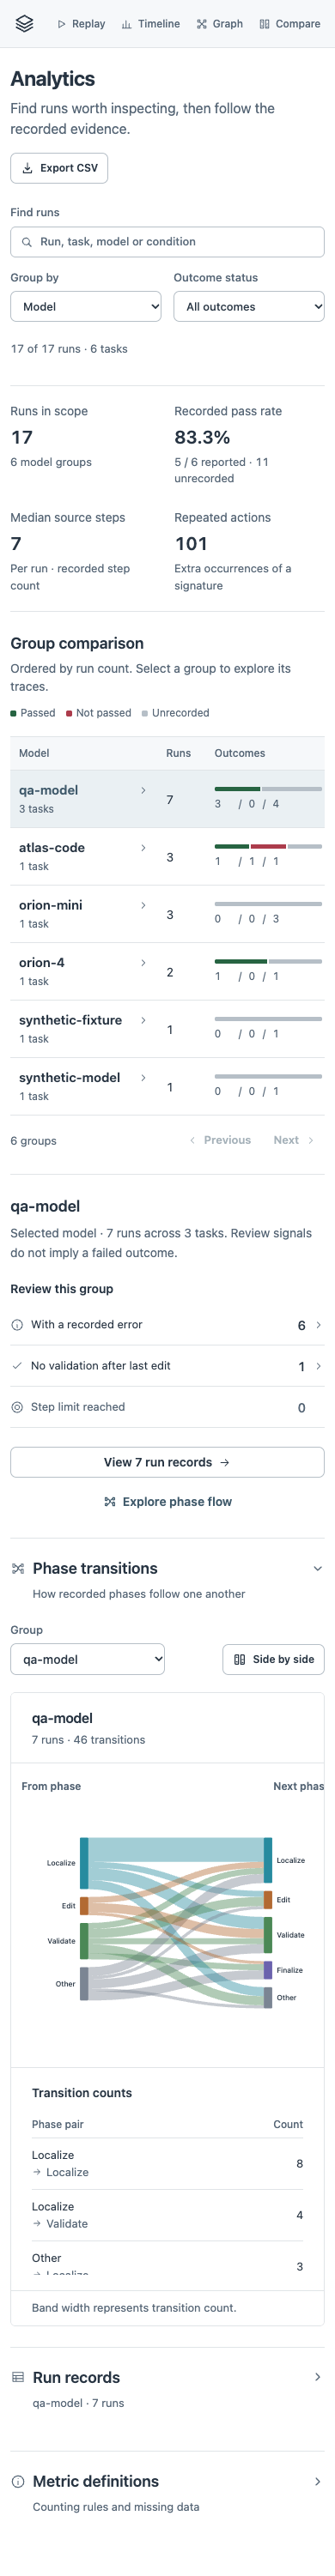 Replay Timeline Graph Compare
Analytics
Find runs worth inspecting, then follow the
recorded evidence.
Export CSV
Find runs
Run, task, model or condition
Group by Outcome status
Model All outcomes
17 of 17 runs · 6 tasks
Runs in scope Recorded pass rate
17 83.3%
6 model groups 5 / 6 reported · 11
unrecorded
Median source steps Repeated actions
7 101
Per run · recorded step Extra occurrences of a
count signature
Group comparison
Ordered by run count. Select a group to explore its
traces.
Passed Not passed Unrecorded
Model Runs Outcomes
qa-model 7
3 tasks 3 / 0 / 4
atlas-code 3
1 task 1 / 1 / 1
orion-mini 3
1 task 0 / 0 / 3
orion-4 2
1 task 1 / 0 / 1
synthetic-fixture 1
1 task 0 / 0 / 1
synthetic-model 1
1 task 0 / 0 / 1
6 groups Previous Next
qa-model
Selected model · 7 runs across 3 tasks. Review signals
do not imply a failed outcome.
Review this group
With a recorded error 6
No validation after last edit 1
Step limit reached 0
View 7 run records →
Explore phase flow
Phase transitions
How recorded phases follow one another
Group
qa-model Side by side
qa-model
7 runs · 46 transitions
From phase Next phas
Localize Localize
Edit Edit
Validate Validate
Finalize
Other Other
Transition counts
Phase pair Count
Localize
→ Localize 8
Localize
→ Validate 4
Other
→ Localize 3
Band width represents transition count.
Run records
qa-model · 7 runs
Metric definitions
Counting rules and missing data